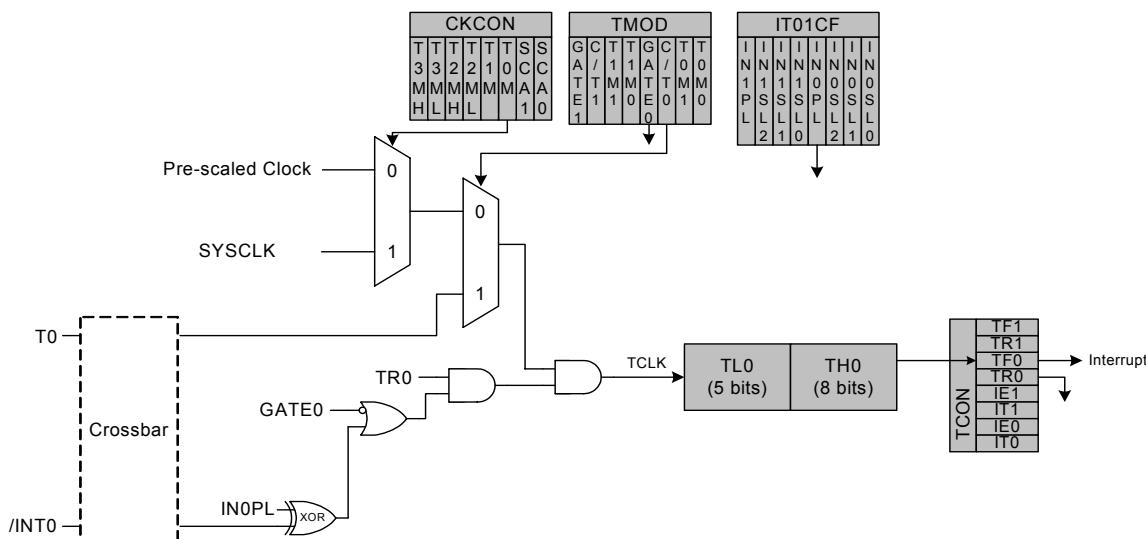 CKCON
T3MH T3ML T2MH T2ML T1M T0M SCA1 SCA0
TMOD
GATE1 C/T1 T1M1 T1M0 GATE0 C/T0 T0M1 T0M0
IT01CF
IN1PL IN1SL2 IN1SL1 IN1SL0 IN0PL IN0SL2 IN0SL1 IN0SL0
Pre-scaled Clock
0
SYSCLK
1
0
1
T0
Crossbar
/INT0
TR0
GATE0
IN0PL
XOR
TCLK
TL0
(5 bits)
TH0
(8 bits)
TCON
TF1
TR1
TF0
TR0
IE1
IT1
IE0
IT0
Interrupt